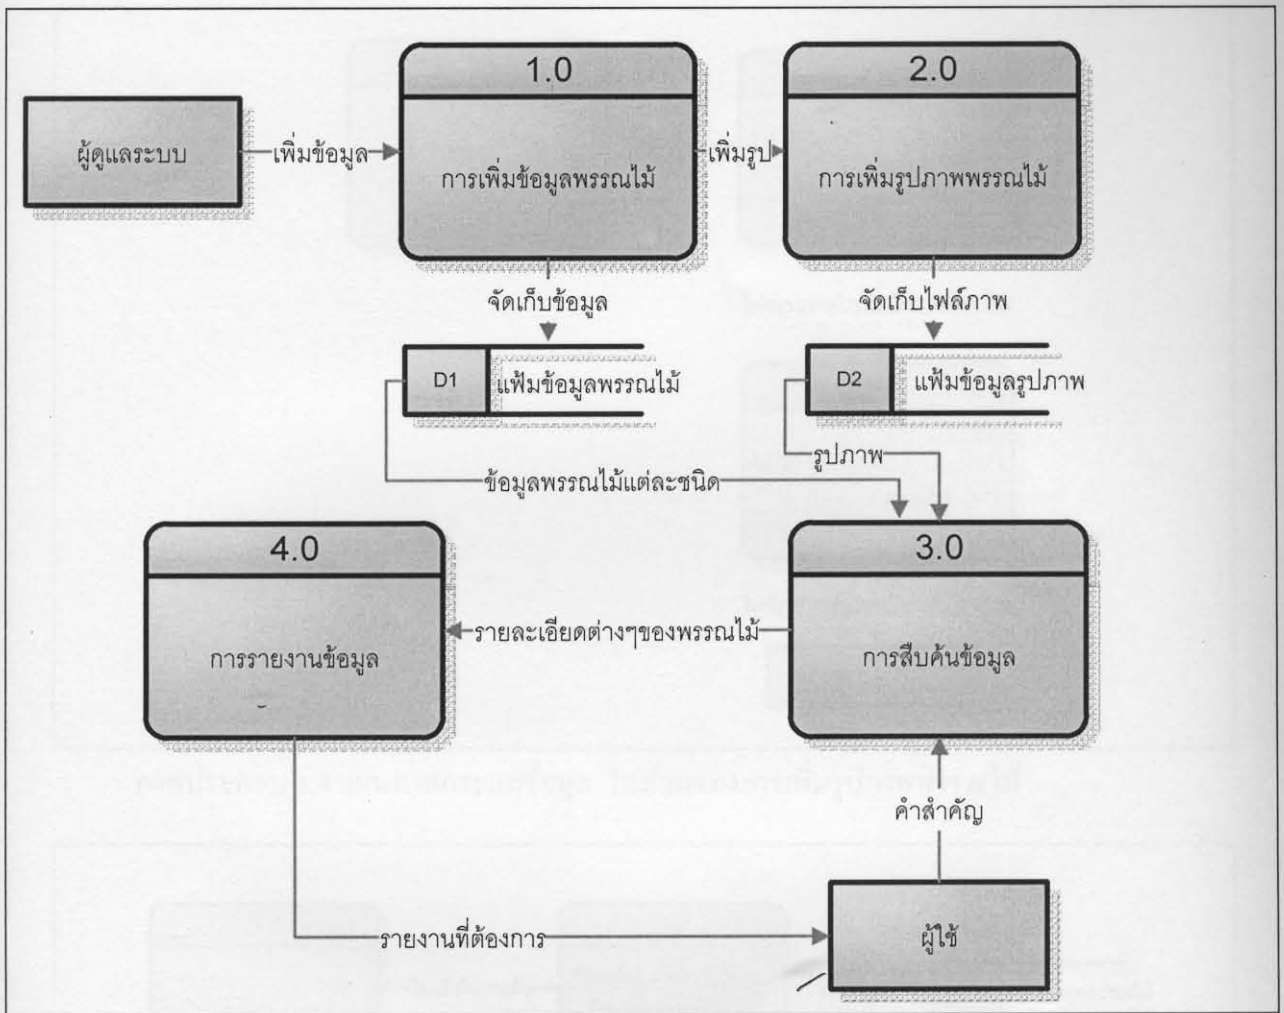 1.0
2.0
ผู้ดูแลระบบ
เพิ่มข้อมูล
การเพิ่มข้อมูลพรรณไม้
เพิ่มรูป
การเพิ่มรูปภาพพรรณไม้
จัดเก็บข้อมูล
จัดเก็บไฟล์ภาพ
D1
แฟ้มข้อมูลพรรณไม้
D2
แฟ้มข้อมูลรูปภาพ
รูปภาพ
ข้อมูลพรรณไม้แต่ละชนิด
4.0
3.0
รายละเอียดต่างๆของพรรณไม้
การรายงานข้อมูล
การสืบค้นข้อมูล
คำสำคัญ
รายงานที่ต้องการ
ผู้ใช้